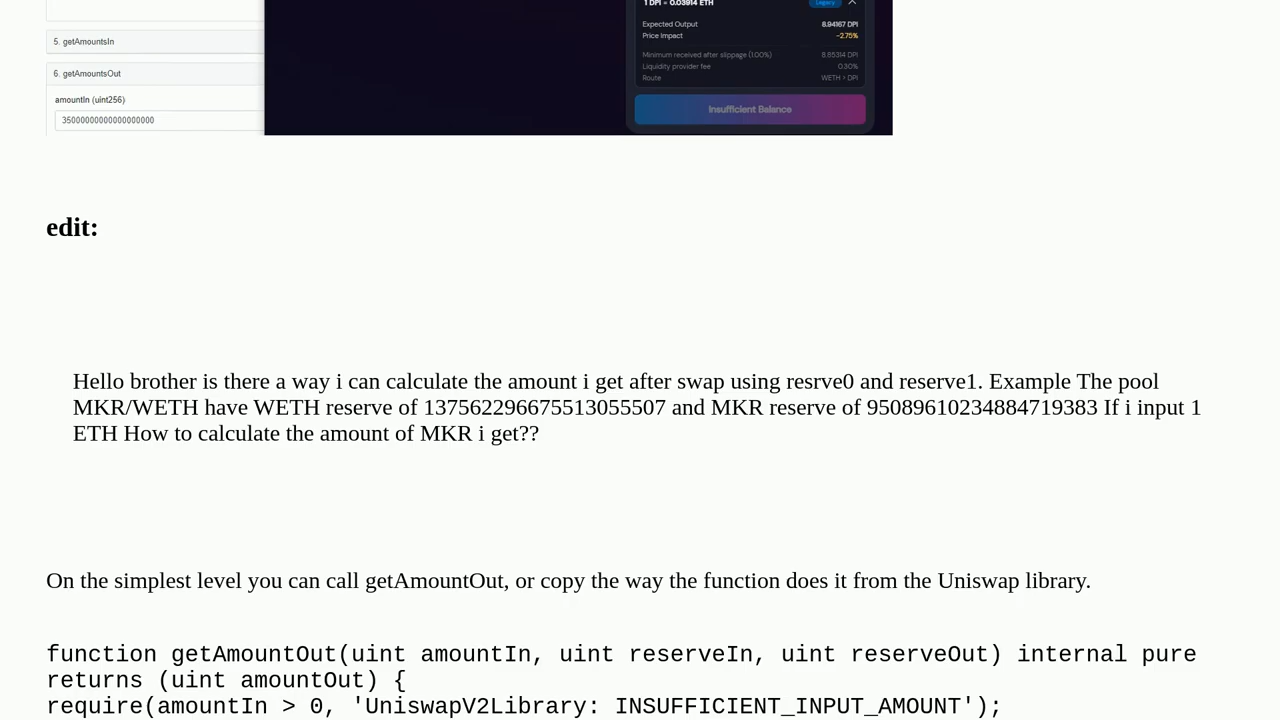 1 DPI = 0.03914 ETH
Legacy
5. getAmountsIn
Expected Output 8.94167 DPI
Price Impact -2.75%
Minimum received after slippage (1.00%) 8.85314 DPI
6. getAmountsOut
Liquidity provider fee 0.30%
Route WETH > DPI
amountIn (uint256)
Insufficient Balance
edit:
Hello brother is there a way i can calculate the amount i get after swap using resrve0 and reserve1. Example The pool
MKR/WETH have WETH reserve of 137562296675513055507 and MKR reserve of 95089610234884719383 If i input 1
ETH How to calculate the amount of MKR i get??
On the simplest level you can call getAmountOut, or copy the way the function does it from the Uniswap library.
function getAmountOut(uint amountIn, uint reserveIn, uint reserveOut) internal pure
returns (uint amountOut) {
require(amountIn > 0, 'UniswapV2Library: INSUFFICIENT_INPUT_AMOUNT');